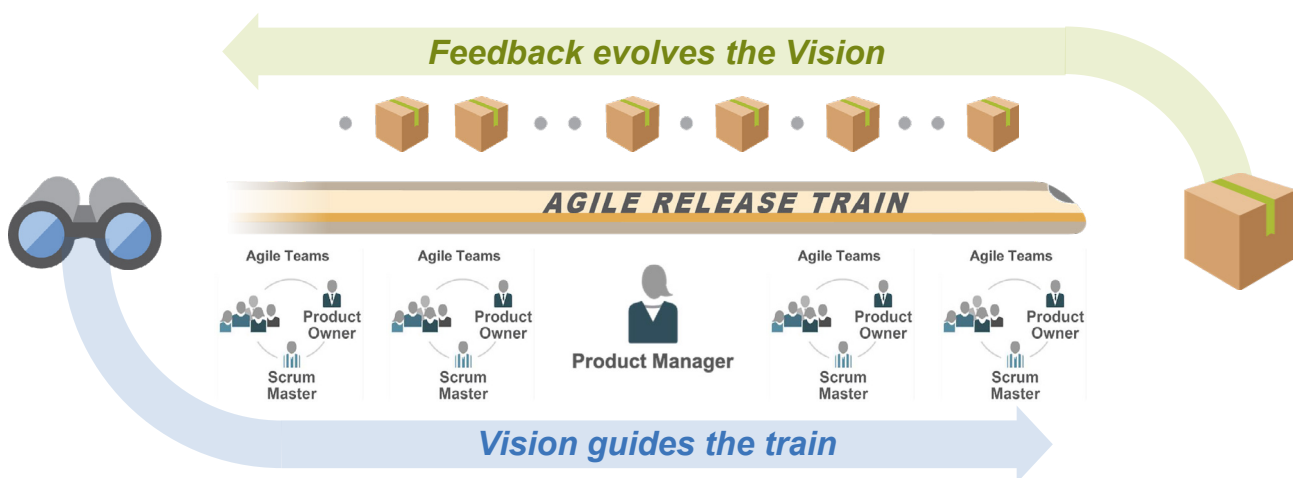 Feedback evolves the Vision
AGILE RELEASE TRAIN
Agile Teams
Product
Owner
Scrum
Master
Agile Teams
Product
Owner
Scrum
Master
Product Manager
Agile Teams
Product
Owner
Scrum
Master
Agile Teams
Product
Owner
Scrum
Master
Vision guides the train